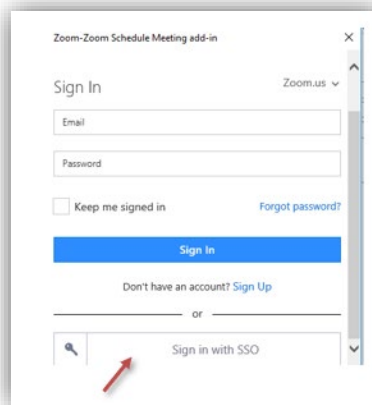 Zoom-Zoom Schedule Meeting add-in
Sign In Zoom.us
Email
Password
Keep me signed in Forgot password?
Sign In
Don't have an account? Sign Up
or
Sign in with SSO